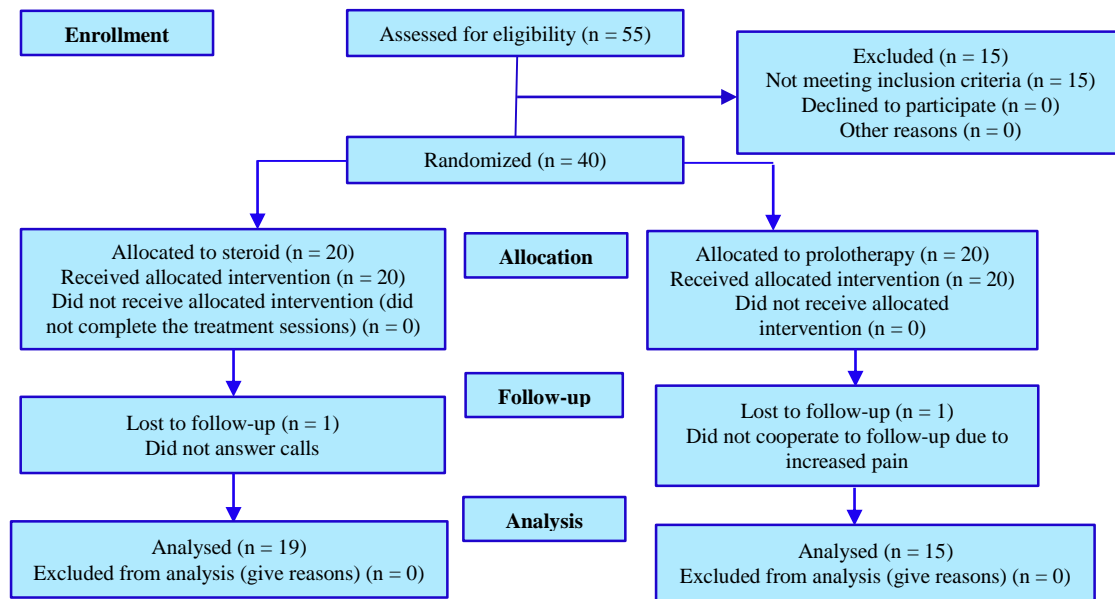 Enrollment
Assessed for eligibility (n = 55)
Excluded (n = 15)
Not meeting inclusion criteria (n = 15)
Declined to participate (n = 0)
Other reasons (n = 0)
Randomized (n = 40)
Allocated to steroid (n = 20)
Received allocated intervention (n = 20)
Did not receive allocated intervention (did
not complete the treatment sessions) (n = 0)
Allocation
Allocated to prolotherapy (n = 20)
Received allocated intervention (n = 20)
Did not receive allocated
intervention (n = 0)
Lost to follow-up (n = 1)
Did not answer calls
Follow-up
Lost to follow-up (n = 1)
Did not cooperate to follow-up due to
increased pain
Analysed (n = 19)
Excluded from analysis (give reasons) (n = 0)
Analysis
Analysed (n = 15)
Excluded from analysis (give reasons) (n = 0)